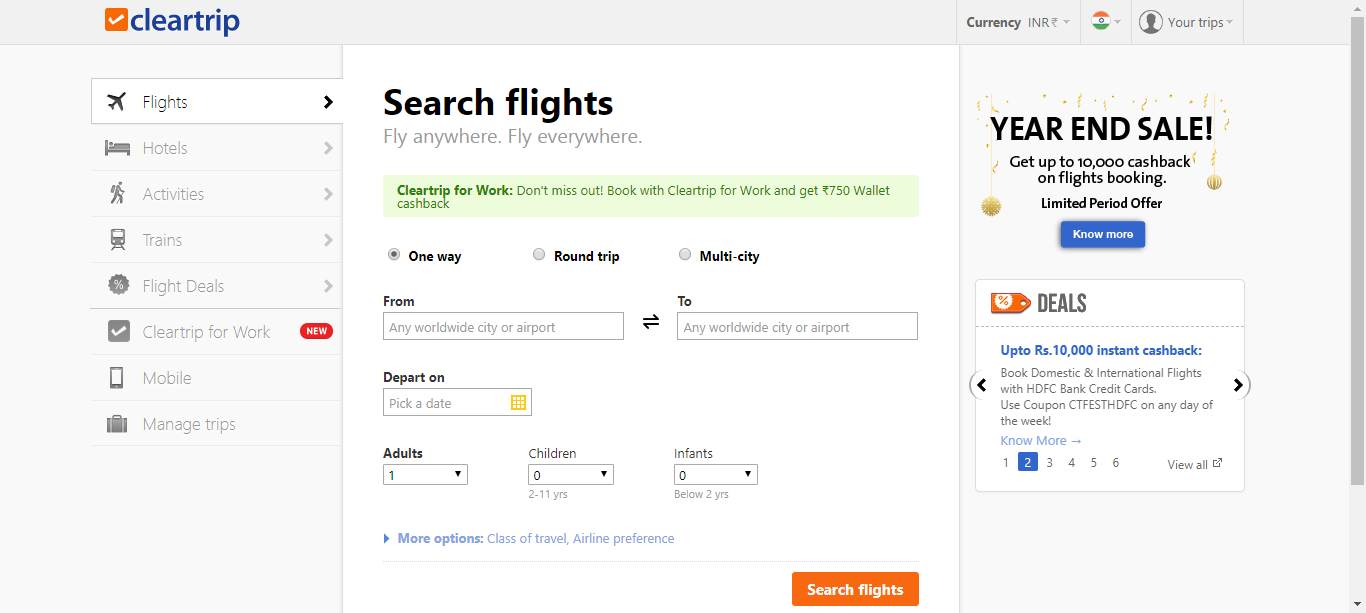 cleartrip
Currency INR ₹
Your trips
Flights
Hotels
Activities
Trains
Flight Deals
Cleartrip for Work NEW
Mobile
Manage trips
Search flights
Fly anywhere. Fly everywhere.
Cleartrip for Work: Don't miss out! Book with Cleartrip for Work and get ₹750 Wallet
cashback
One way Round trip Multi-city
From To
Any worldwide city or airport Any worldwide city or airport
Depart on
Pick a date
Adults Children Infants
1 0 0
2-11 yrs Below 2 yrs
More options: Class of travel, Airline preference
Search flights
YEAR END SALE!
Get up to 10,000 cashback
on flights booking.
Limited Period Offer
Know more
% DEALS
Upto Rs.10,000 instant cashback:
Book Domestic & International Flights
with HDFC Bank Credit Cards.
Use Coupon CTFESTHDFC on any day of
the week!
Know More →
1 2 3 4 5 6 View all